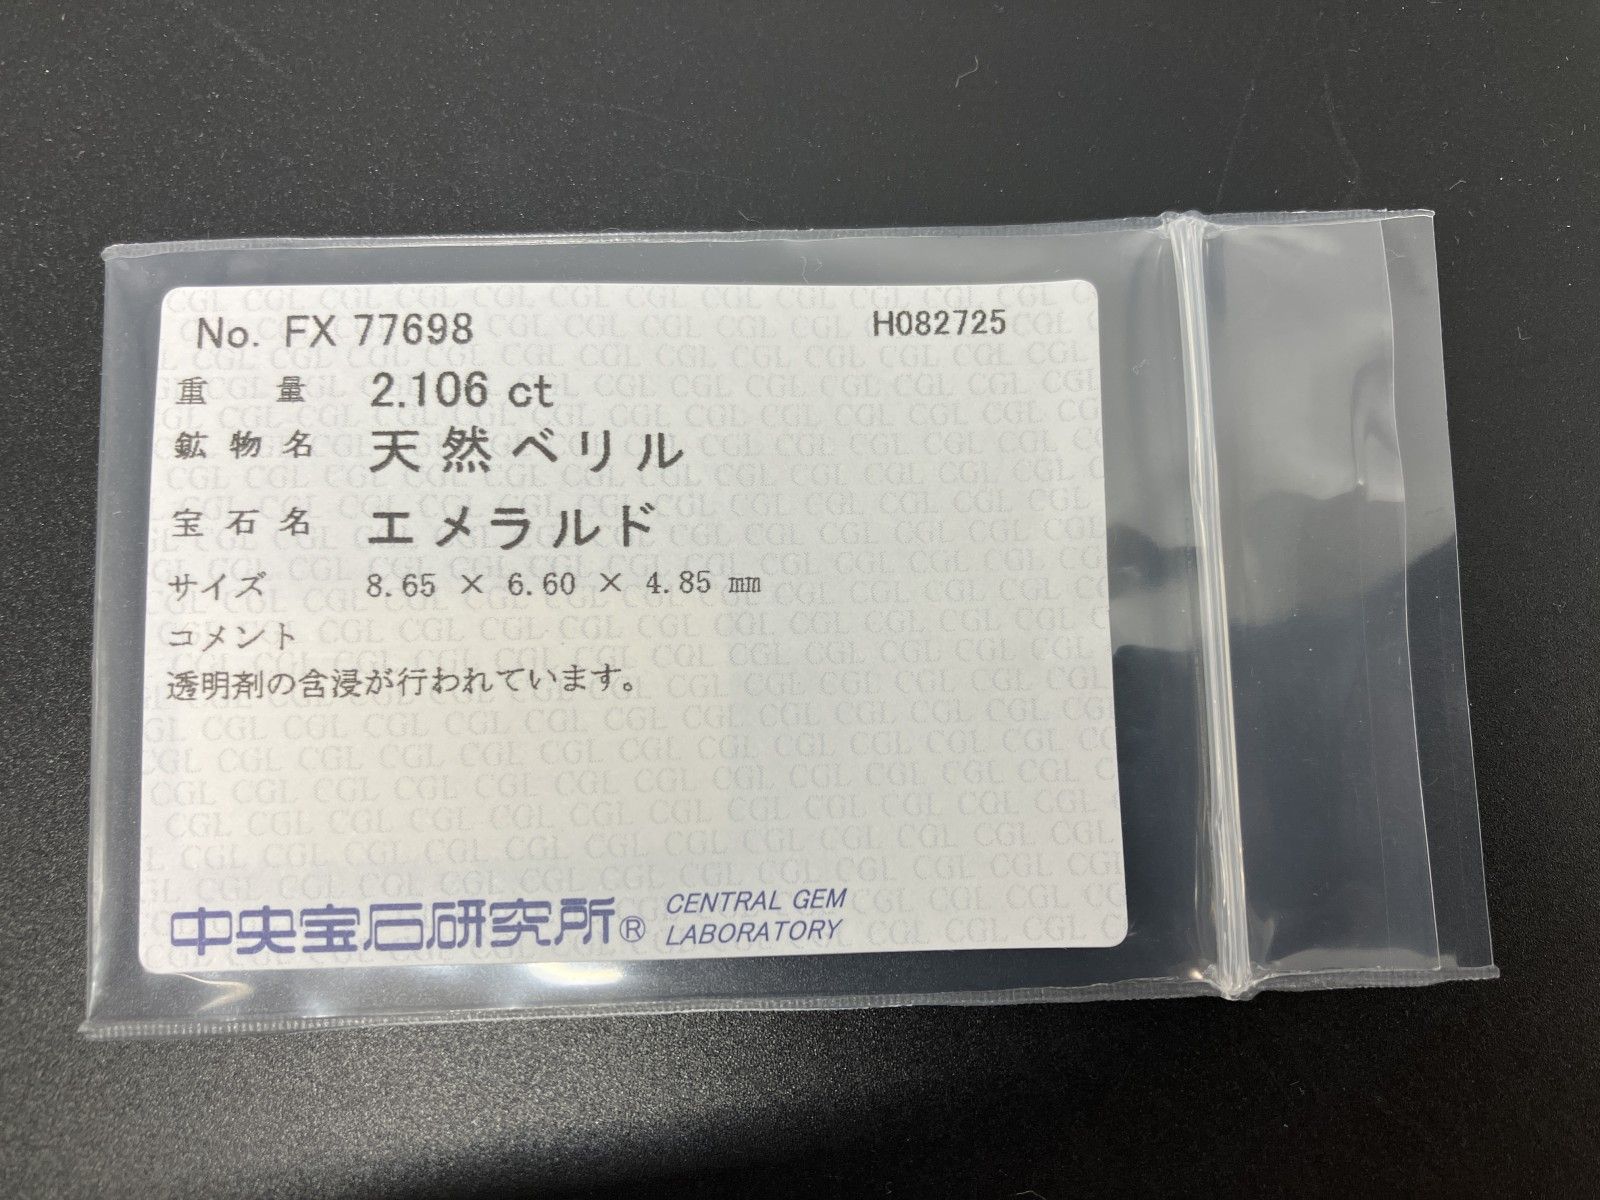 No. FX 77698 H082725
重 量 2.106 ct
鉱物名 天然ベリル
宝石名 エメラルド
サイズ 8.65 × 6.60 × 4.85 mm
コメント
透明剤の含浸が行われています。
中央宝石研究所® CENTRAL GEM
LABORATORY